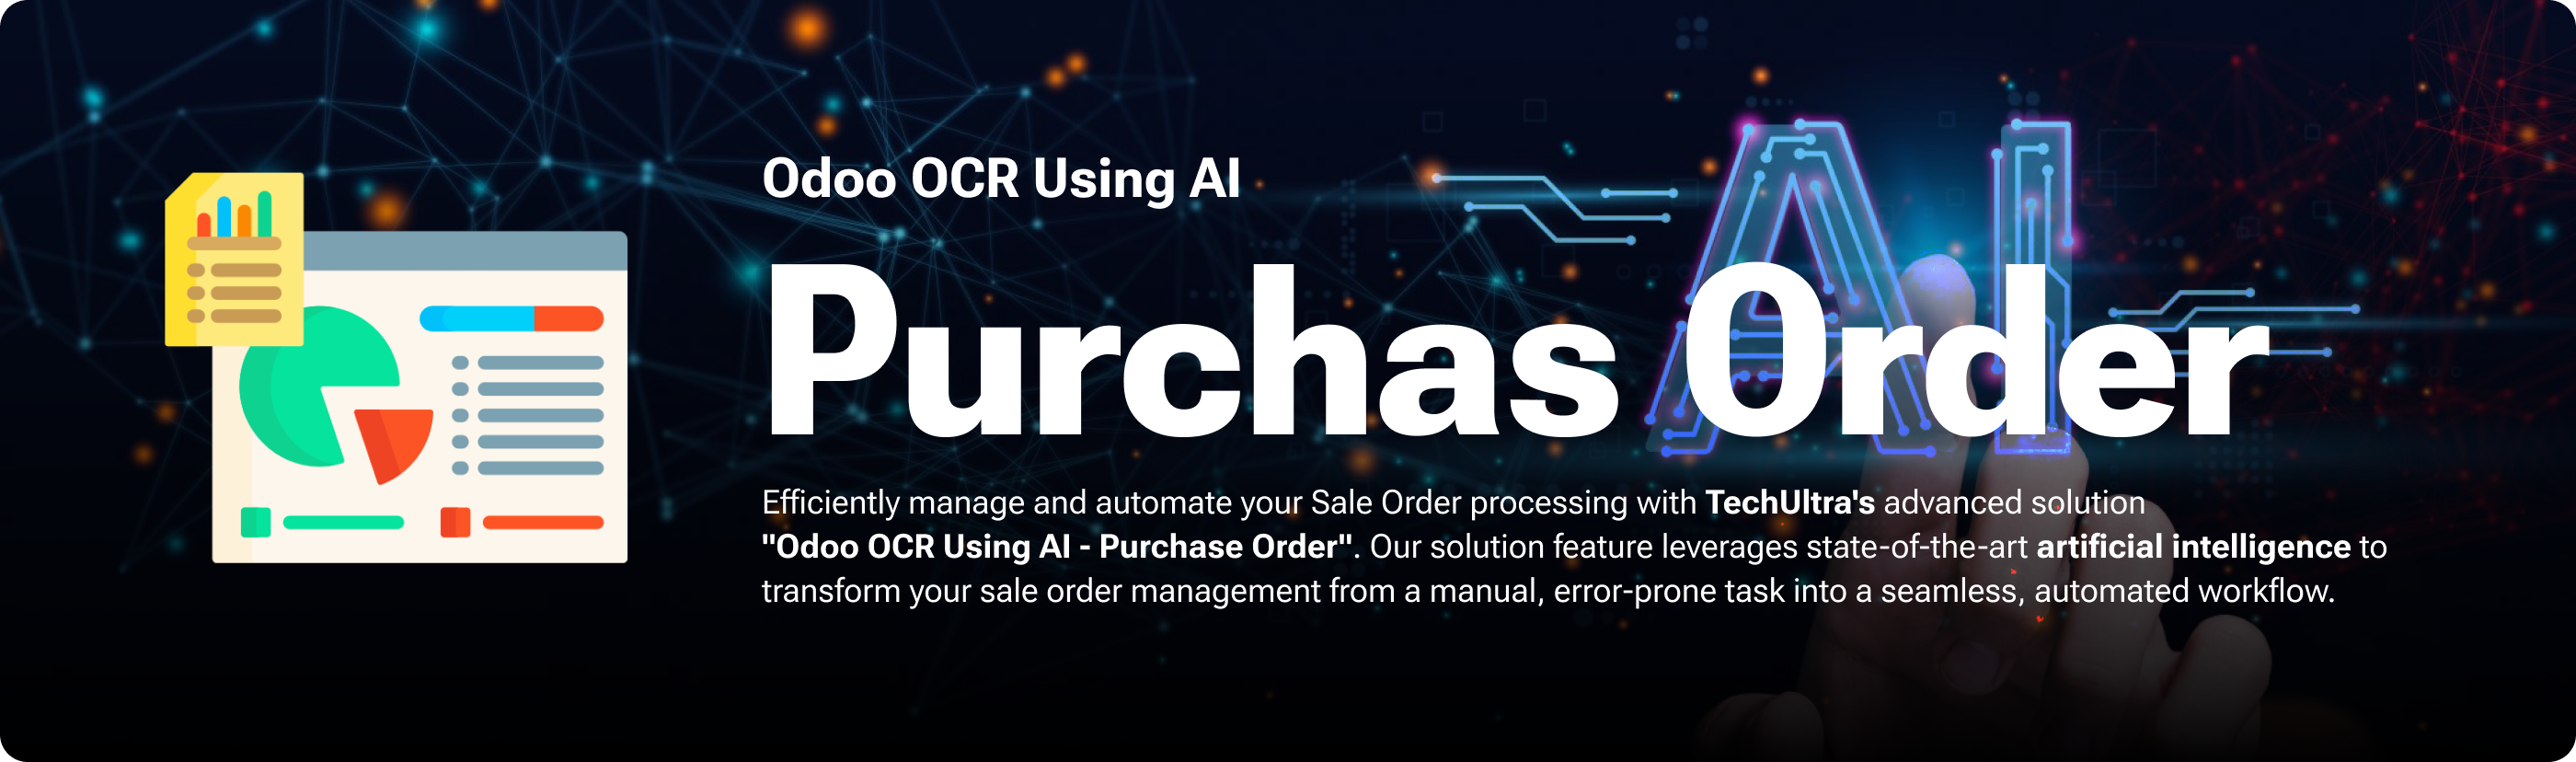 Odoo OCR Using AI
Purchas Order
Efficiently manage and automate your Sale Order processing with TechUltra's advanced solution
"Odoo OCR Using AI - Purchase Order". Our solution feature leverages state-of-the-art artificial intelligence to
transform your sale order management from a manual, error-prone task into a seamless, automated workflow.
AI